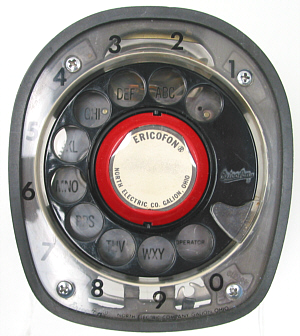 1
2
3
4
5
6
7
8
9
0
ABC
DEF
GHI
JKL
MNO
PRS
TUV
WXY
OPERATOR
ERICOFON®
NORTH ELECTRIC CO. GALION, OHIO